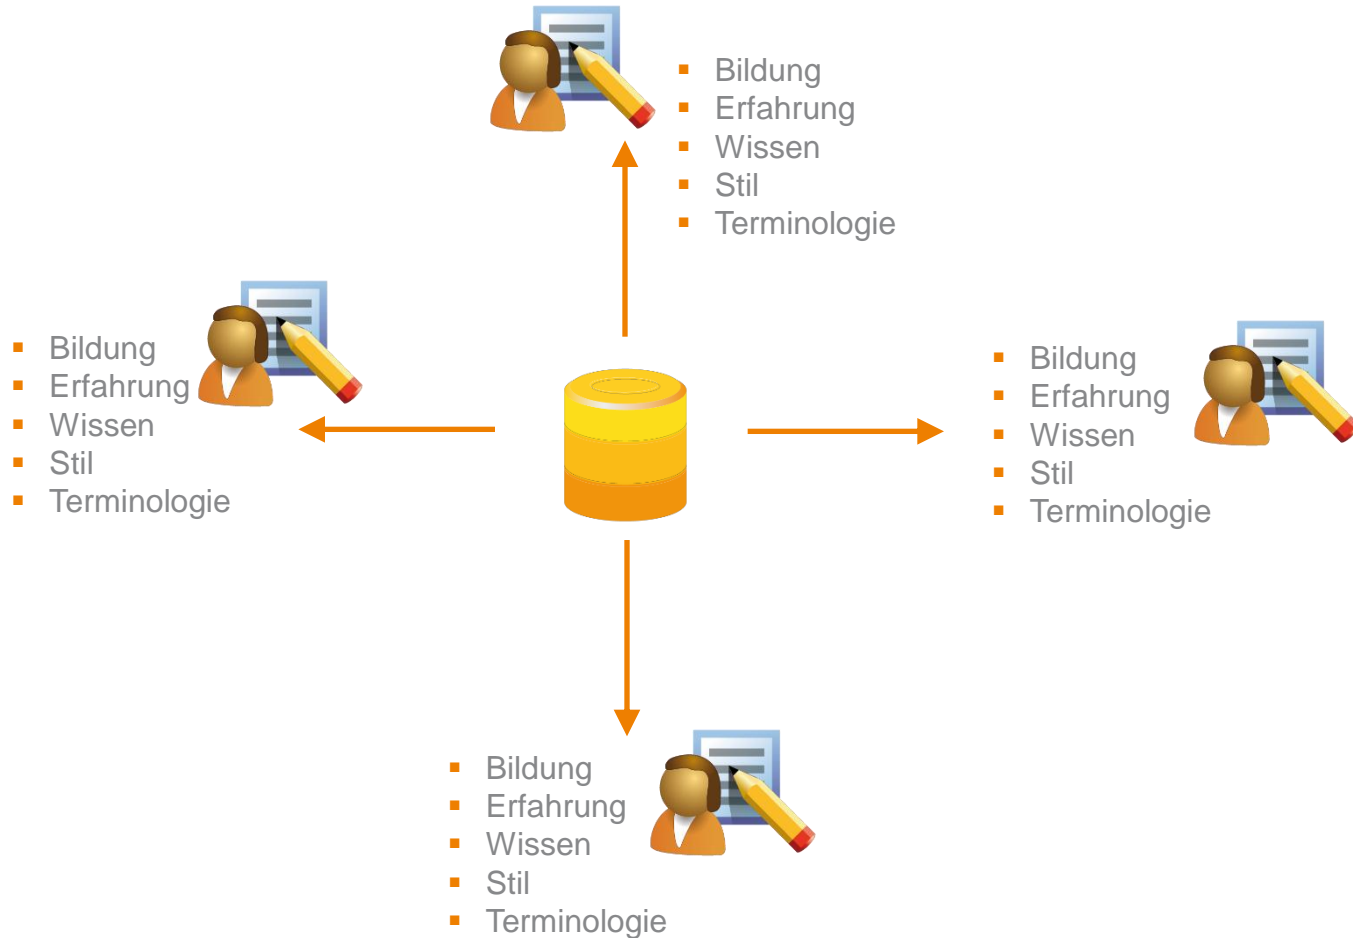 Bildung
Erfahrung
Wissen
Stil
Terminologie
Bildung
Erfahrung
Wissen
Stil
Terminologie
Bildung
Erfahrung
Wissen
Stil
Terminologie
Bildung
Erfahrung
Wissen
Stil
Terminologie